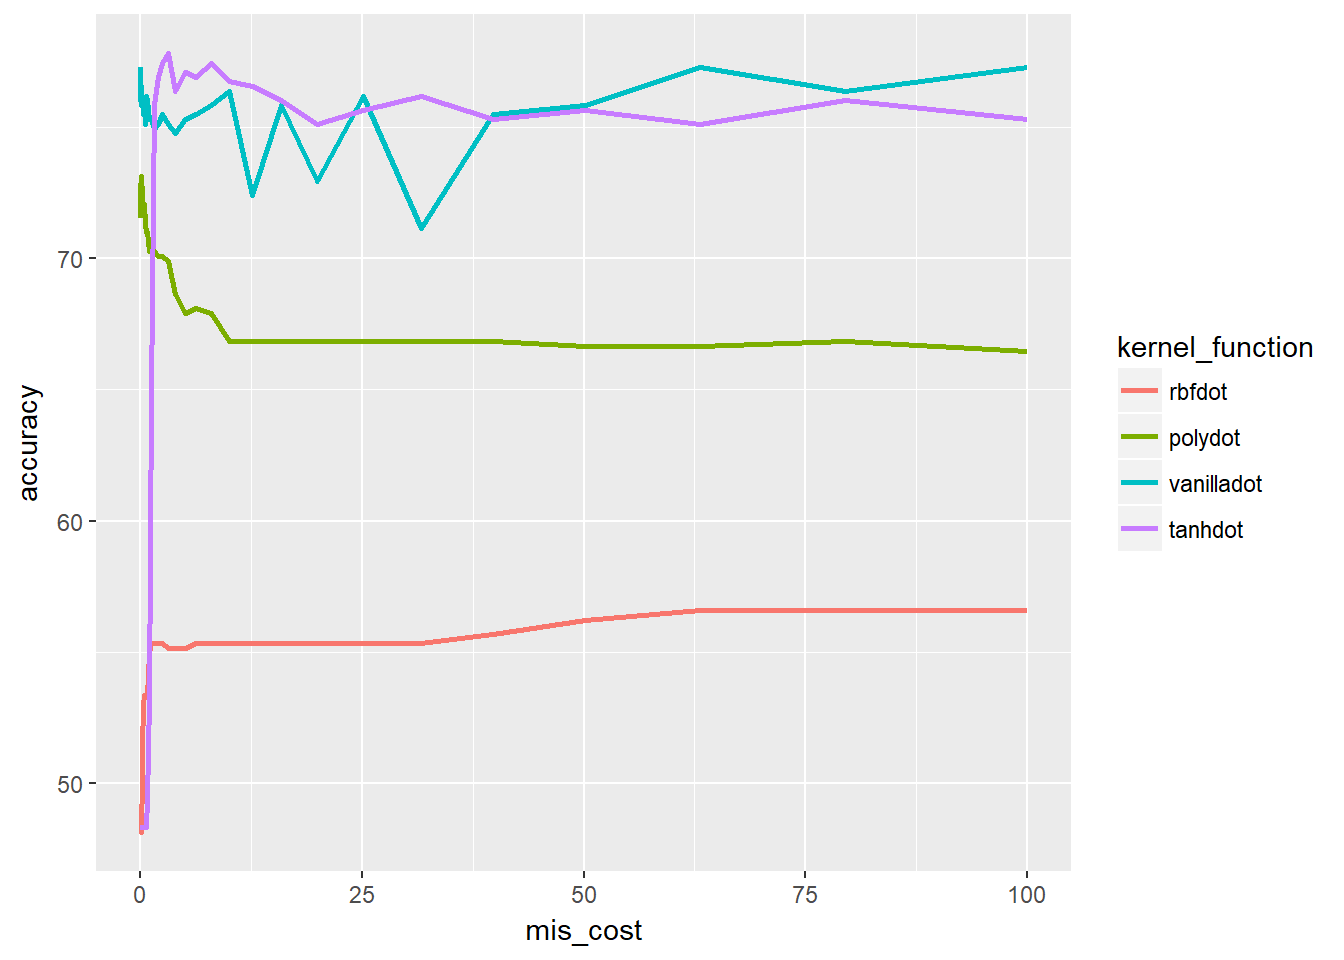 accuracy
70
60
50
0 25 50 75 100
mis_cost
kernel_function
rbfdot
polydot
vanilladot
tanhdot